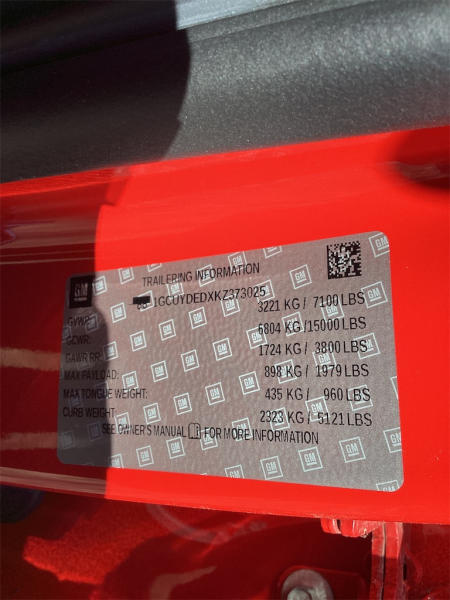 GM
TRAILERING INFORMATION
1GCUYDEDXKZ373025
GVWR: 3221 KG / 7100 LBS
GCWR: 6804 KG / 15000 LBS
GAWR RR: 1724 KG / 3800 LBS
MAX PAYLOAD: 898 KG / 1979 LBS
MAX TONGUE WEIGHT: 435 KG / 960 LBS
CURB WEIGHT 2323 KG / 5121 LBS
SEE OWNER'S MANUAL FOR MORE INFORMATION